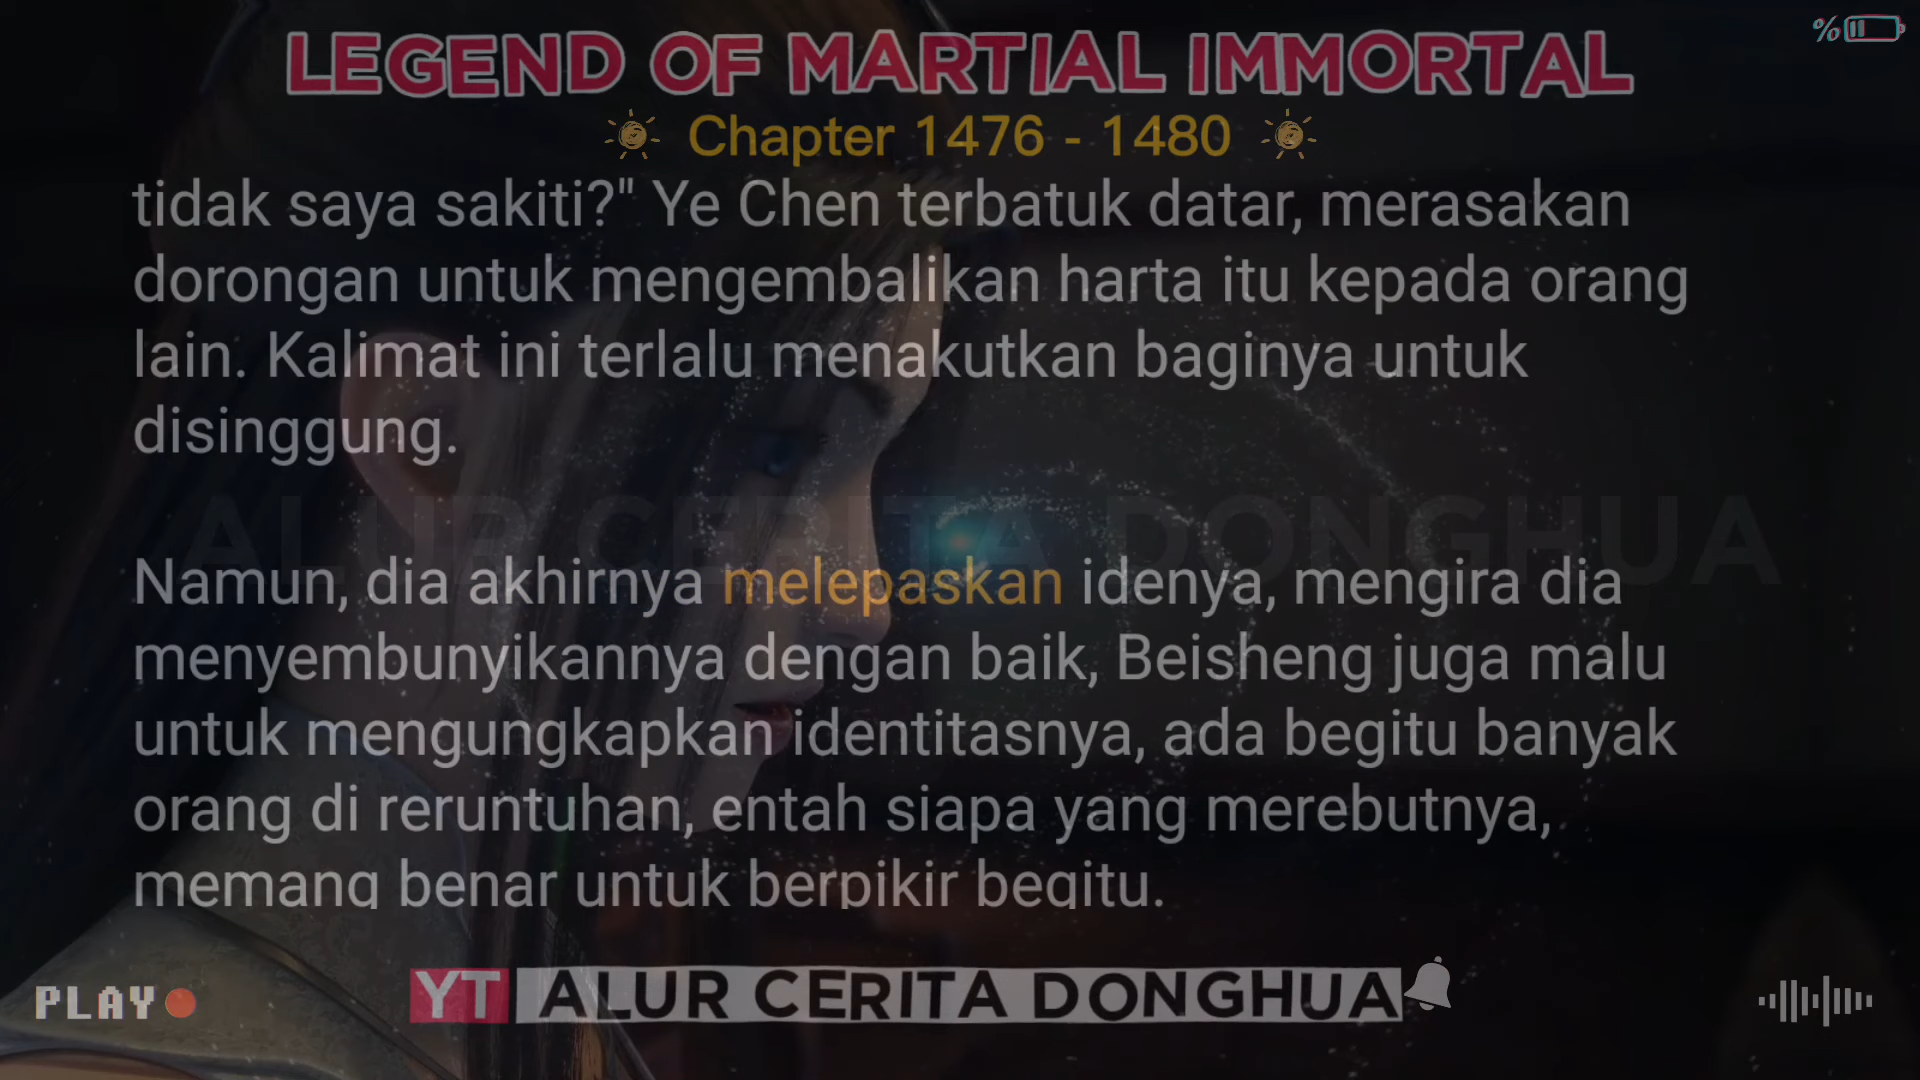 %
LEGEND OF MARTIAL IMMORTAL
Chapter 1476 - 1480
tidak saya sakiti?" Ye Chen terbatuk datar, merasakan
dorongan untuk mengembalikan harta itu kepada orang
lain. Kalimat ini terlalu menakutkan baginya untuk
disinggung.
ALUR CERITA DONGHUA
Namun, dia akhirnya melepaskan idenya, mengira dia
menyembunyikannya dengan baik, Beisheng juga malu
untuk mengungkapkan identitasnya, ada begitu banyak
orang di reruntuhan, entah siapa yang merebutnya,
memang benar untuk berpikir begitu.
PLAY
YT ALUR CERITA DONGHUA